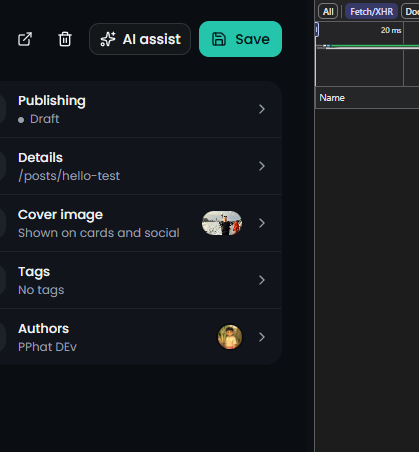 AI assist
Save
Publishing
Draft
Details
/posts/hello-test
Cover image
Shown on cards and social
Tags
No tags
Authors
PPhat DEv
All
Fetch/XHR
Doc
20 ms
Name